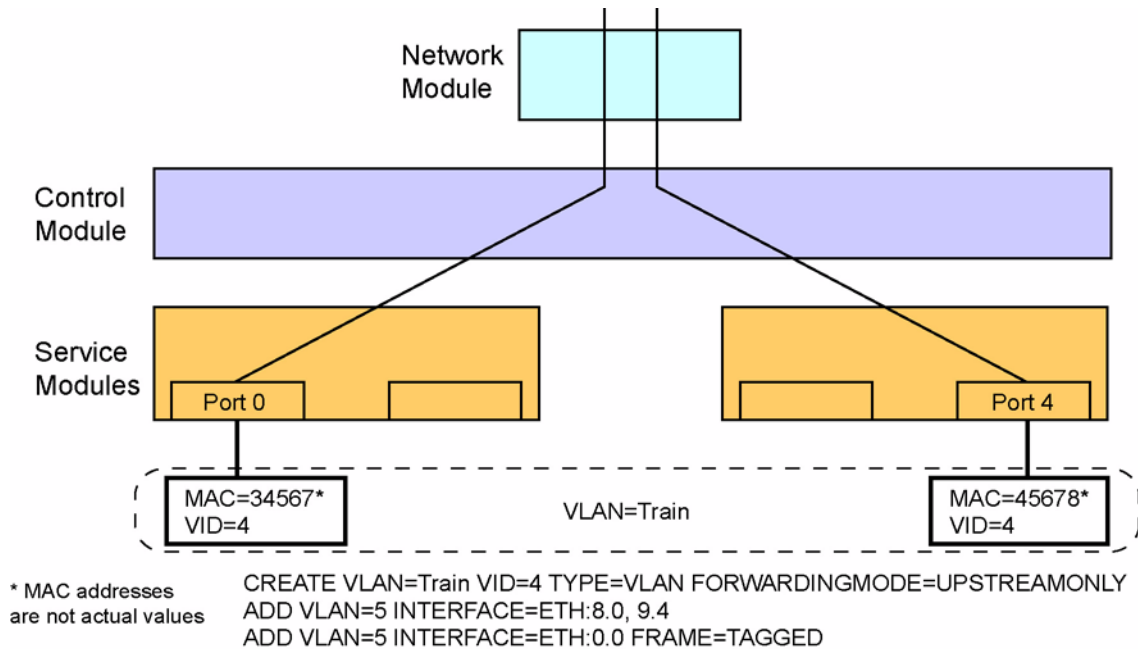 Network
Module
Control
Module
Service
Modules
Port 0
Port 4
MAC=34567*
VID=4
VLAN=Train
MAC=45678*
VID=4
* MAC addresses
are not actual values
CREATE VLAN=Train VID=4 TYPE=VLAN FORWARDINGMODE=UPSTREAMONLY
ADD VLAN=5 INTERFACE=ETH:8.0, 9.4
ADD VLAN=5 INTERFACE=ETH:0.0 FRAME=TAGGED